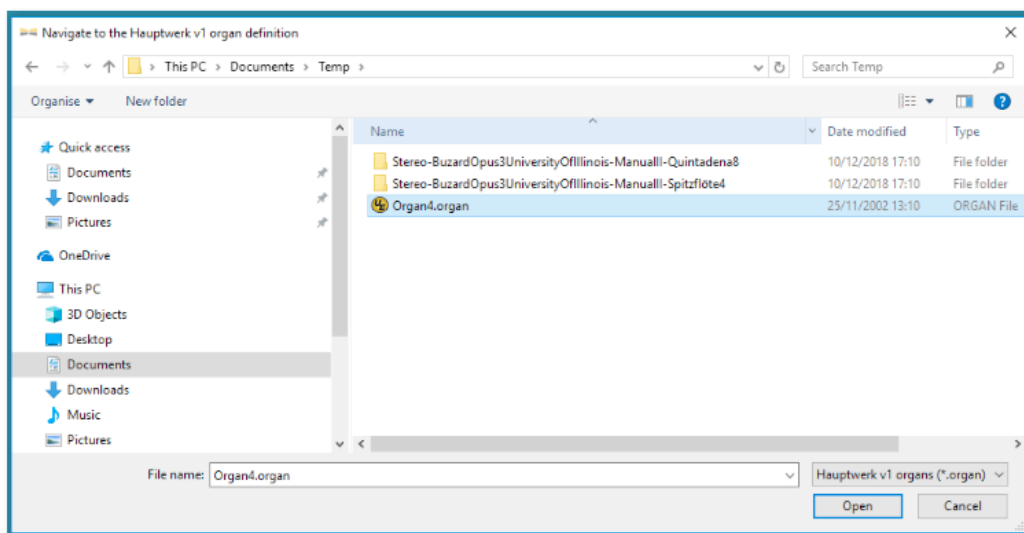 Navigate to the Hauptwerk v1 organ definition
This PC > Documents > Temp >
Search Temp
Organise
New folder
Name
Date modified
Type
Quick access
Documents
Downloads
Pictures
OneDrive
This PC
3D Objects
Desktop
Documents
Downloads
Music
Pictures
Stereo-BuzardOpus3UniversityOfIllinois-ManualII-Quintadena8 10/12/2018 17:10 File folder
Stereo-BuzardOpus3UniversityOfIllinois-ManualII-Spitzflöte4 10/12/2018 17:10 File folder
Organ4.organ 25/11/2002 13:10 ORGAN File
File name: Organ4.organ
Hauptwerk v1 organs (*.organ)
Open
Cancel